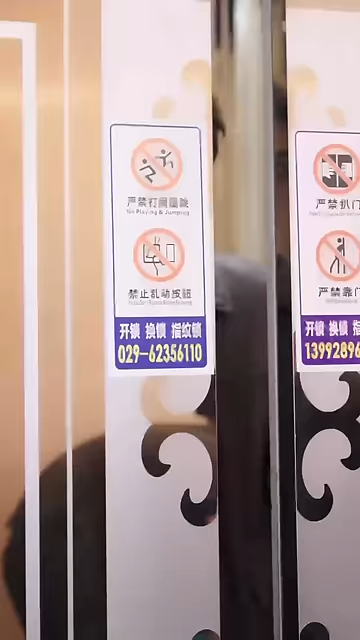 严禁打闹蹦跳
No Playing & Jumping
禁止乱动按钮
开锁 换锁 指纹锁
029-62356110
严禁扒门
严禁靠门
开锁 换锁 指
13992896